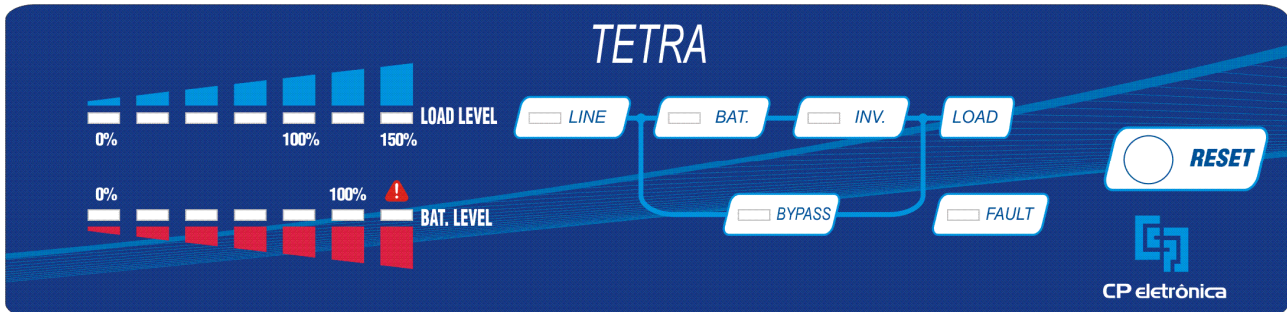 TETRA
LOAD LEVEL
0% 100% 150%
0% 100%
BAT. LEVEL
LINE BAT. INV. LOAD
BYPASS FAULT
RESET
CP eletrônica